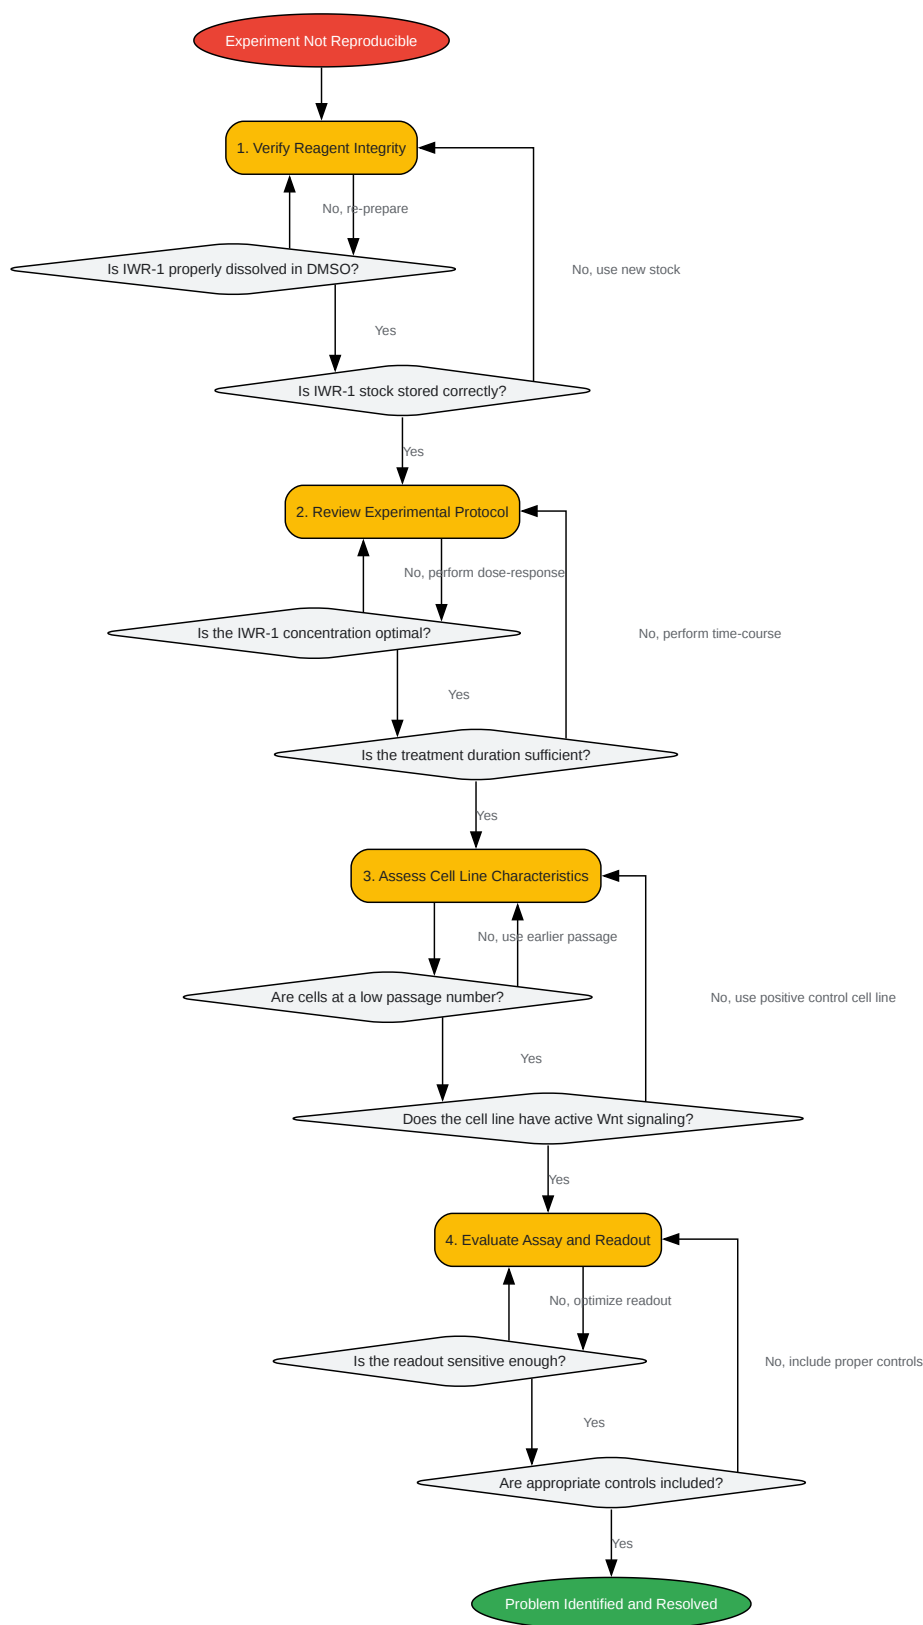 Experiment Not Reproducible
1. Verify Reagent Integrity
No, re-prepare
Is IWR-1 properly dissolved in DMSO?
No, use new stock
Yes
Is IWR-1 stock stored correctly?
Yes
2. Review Experimental Protocol
No, perform dose-response
Is the IWR-1 concentration optimal?
No, perform time-course
Yes
Is the treatment duration sufficient?
Yes
3. Assess Cell Line Characteristics
No, use earlier passage
Are cells at a low passage number?
No, use positive control cell line
Yes
Does the cell line have active Wnt signaling?
Yes
4. Evaluate Assay and Readout
No, optimize readout
Is the readout sensitive enough?
No, include proper controls
Yes
Are appropriate controls included?
Yes
Problem Identified and Resolved